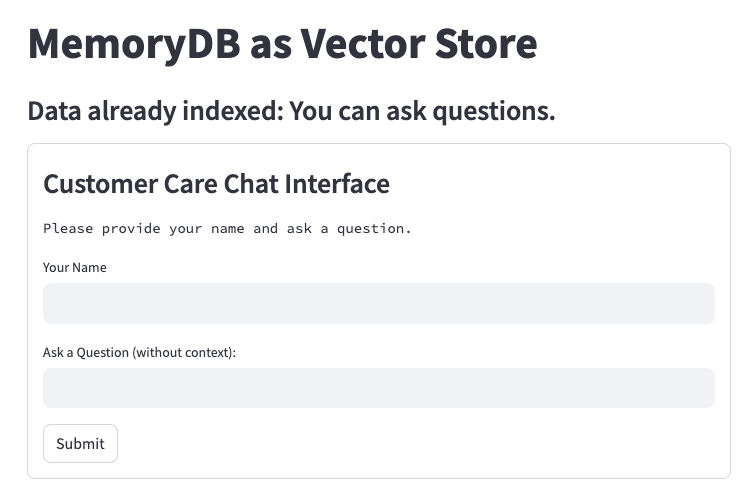 MemoryDB as Vector Store
Data already indexed: You can ask questions.
Customer Care Chat Interface
Please provide your name and ask a question.
Your Name
Ask a Question (without context):
Submit